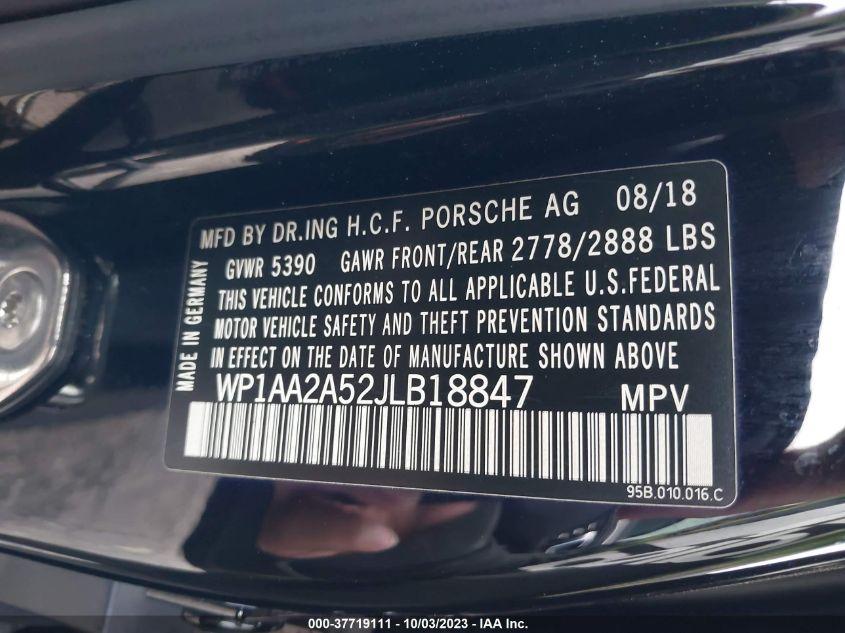 MFD BY DR.ING H.C.F. PORSCHE AG 08/18
GVWR 5390 GAWR FRONT/REAR 2778/2888 LBS
THIS VEHICLE CONFORMS TO ALL APPLICABLE U.S.FEDERAL
MOTOR VEHICLE SAFETY AND THEFT PREVENTION STANDARDS
IN EFFECT ON THE DATE OF MANUFACTURE SHOWN ABOVE
WP1AA2A52JLB18847 MPV
MADE IN GERMANY
95B.010.016.C
000-37719111 - 10/03/2023 - IAA Inc.